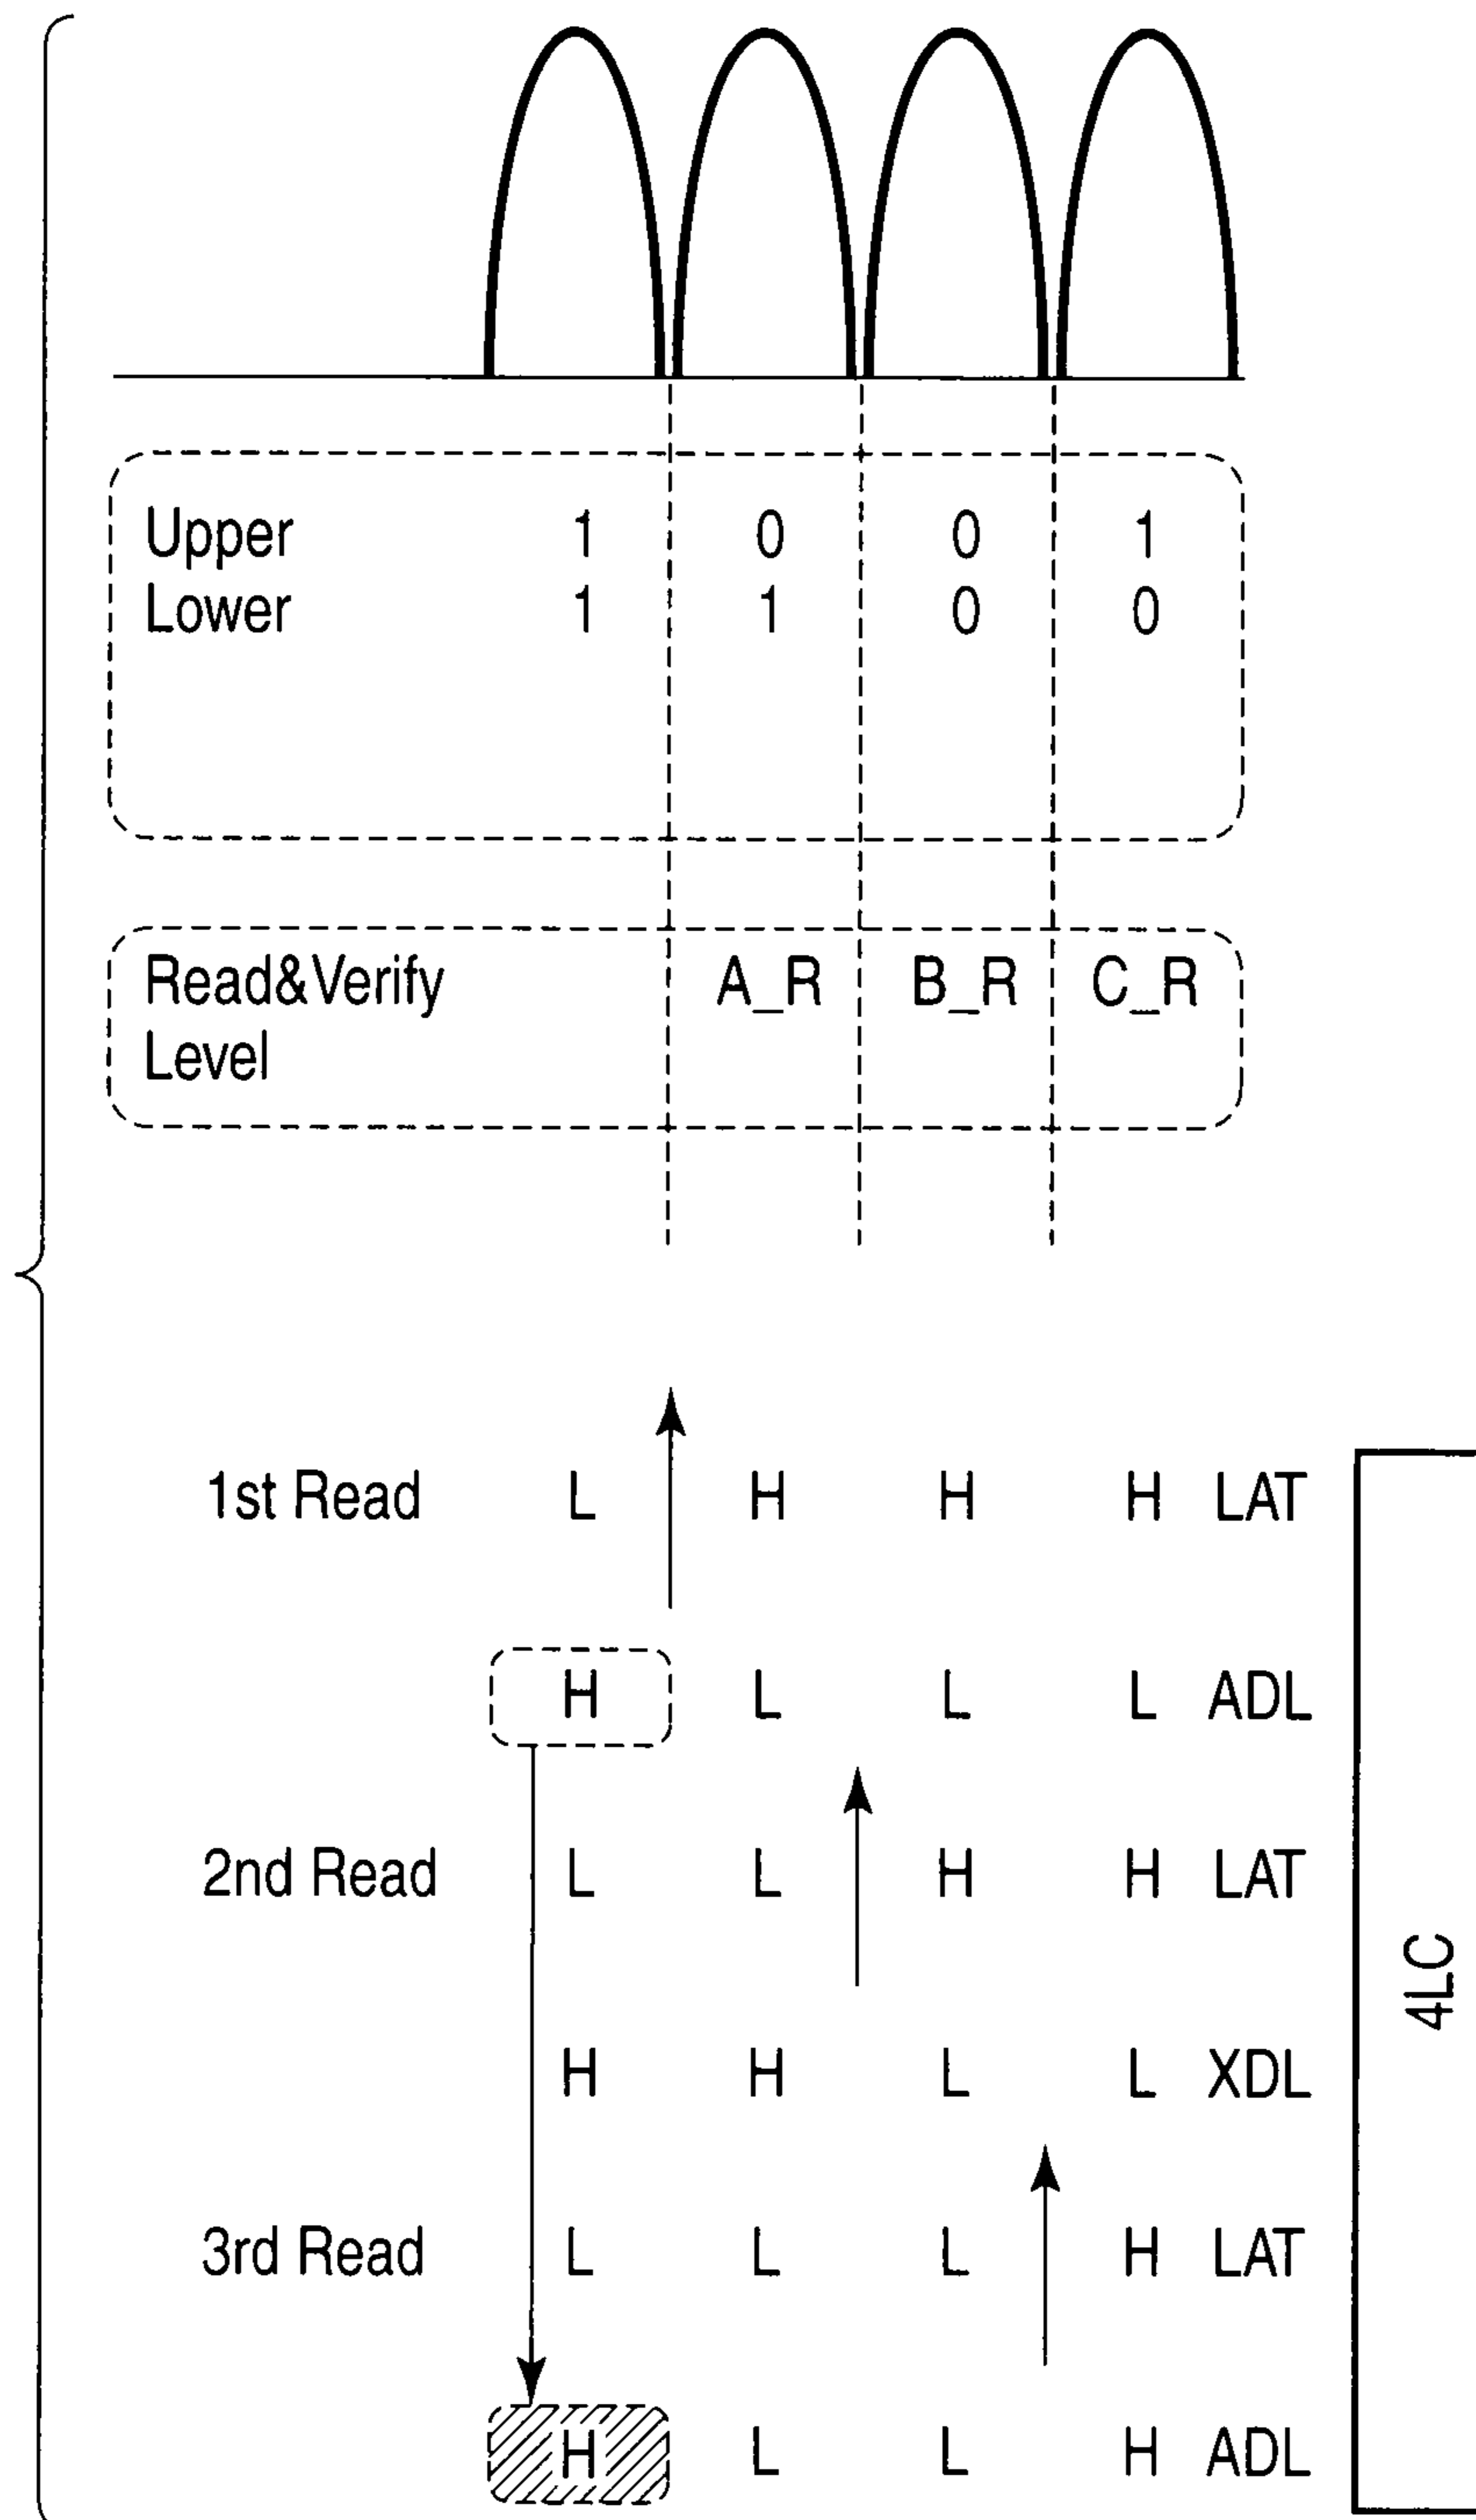 Upper 1 0 0 1
Lower 1 1 0 0
Read&Verify A_R B_R C_R
Level
1st Read L H H H LAT
H L L L ADL
2nd Read L L H H LAT
4LC
H H L L XDL
3rd Read L L L H LAT
H L L H ADL